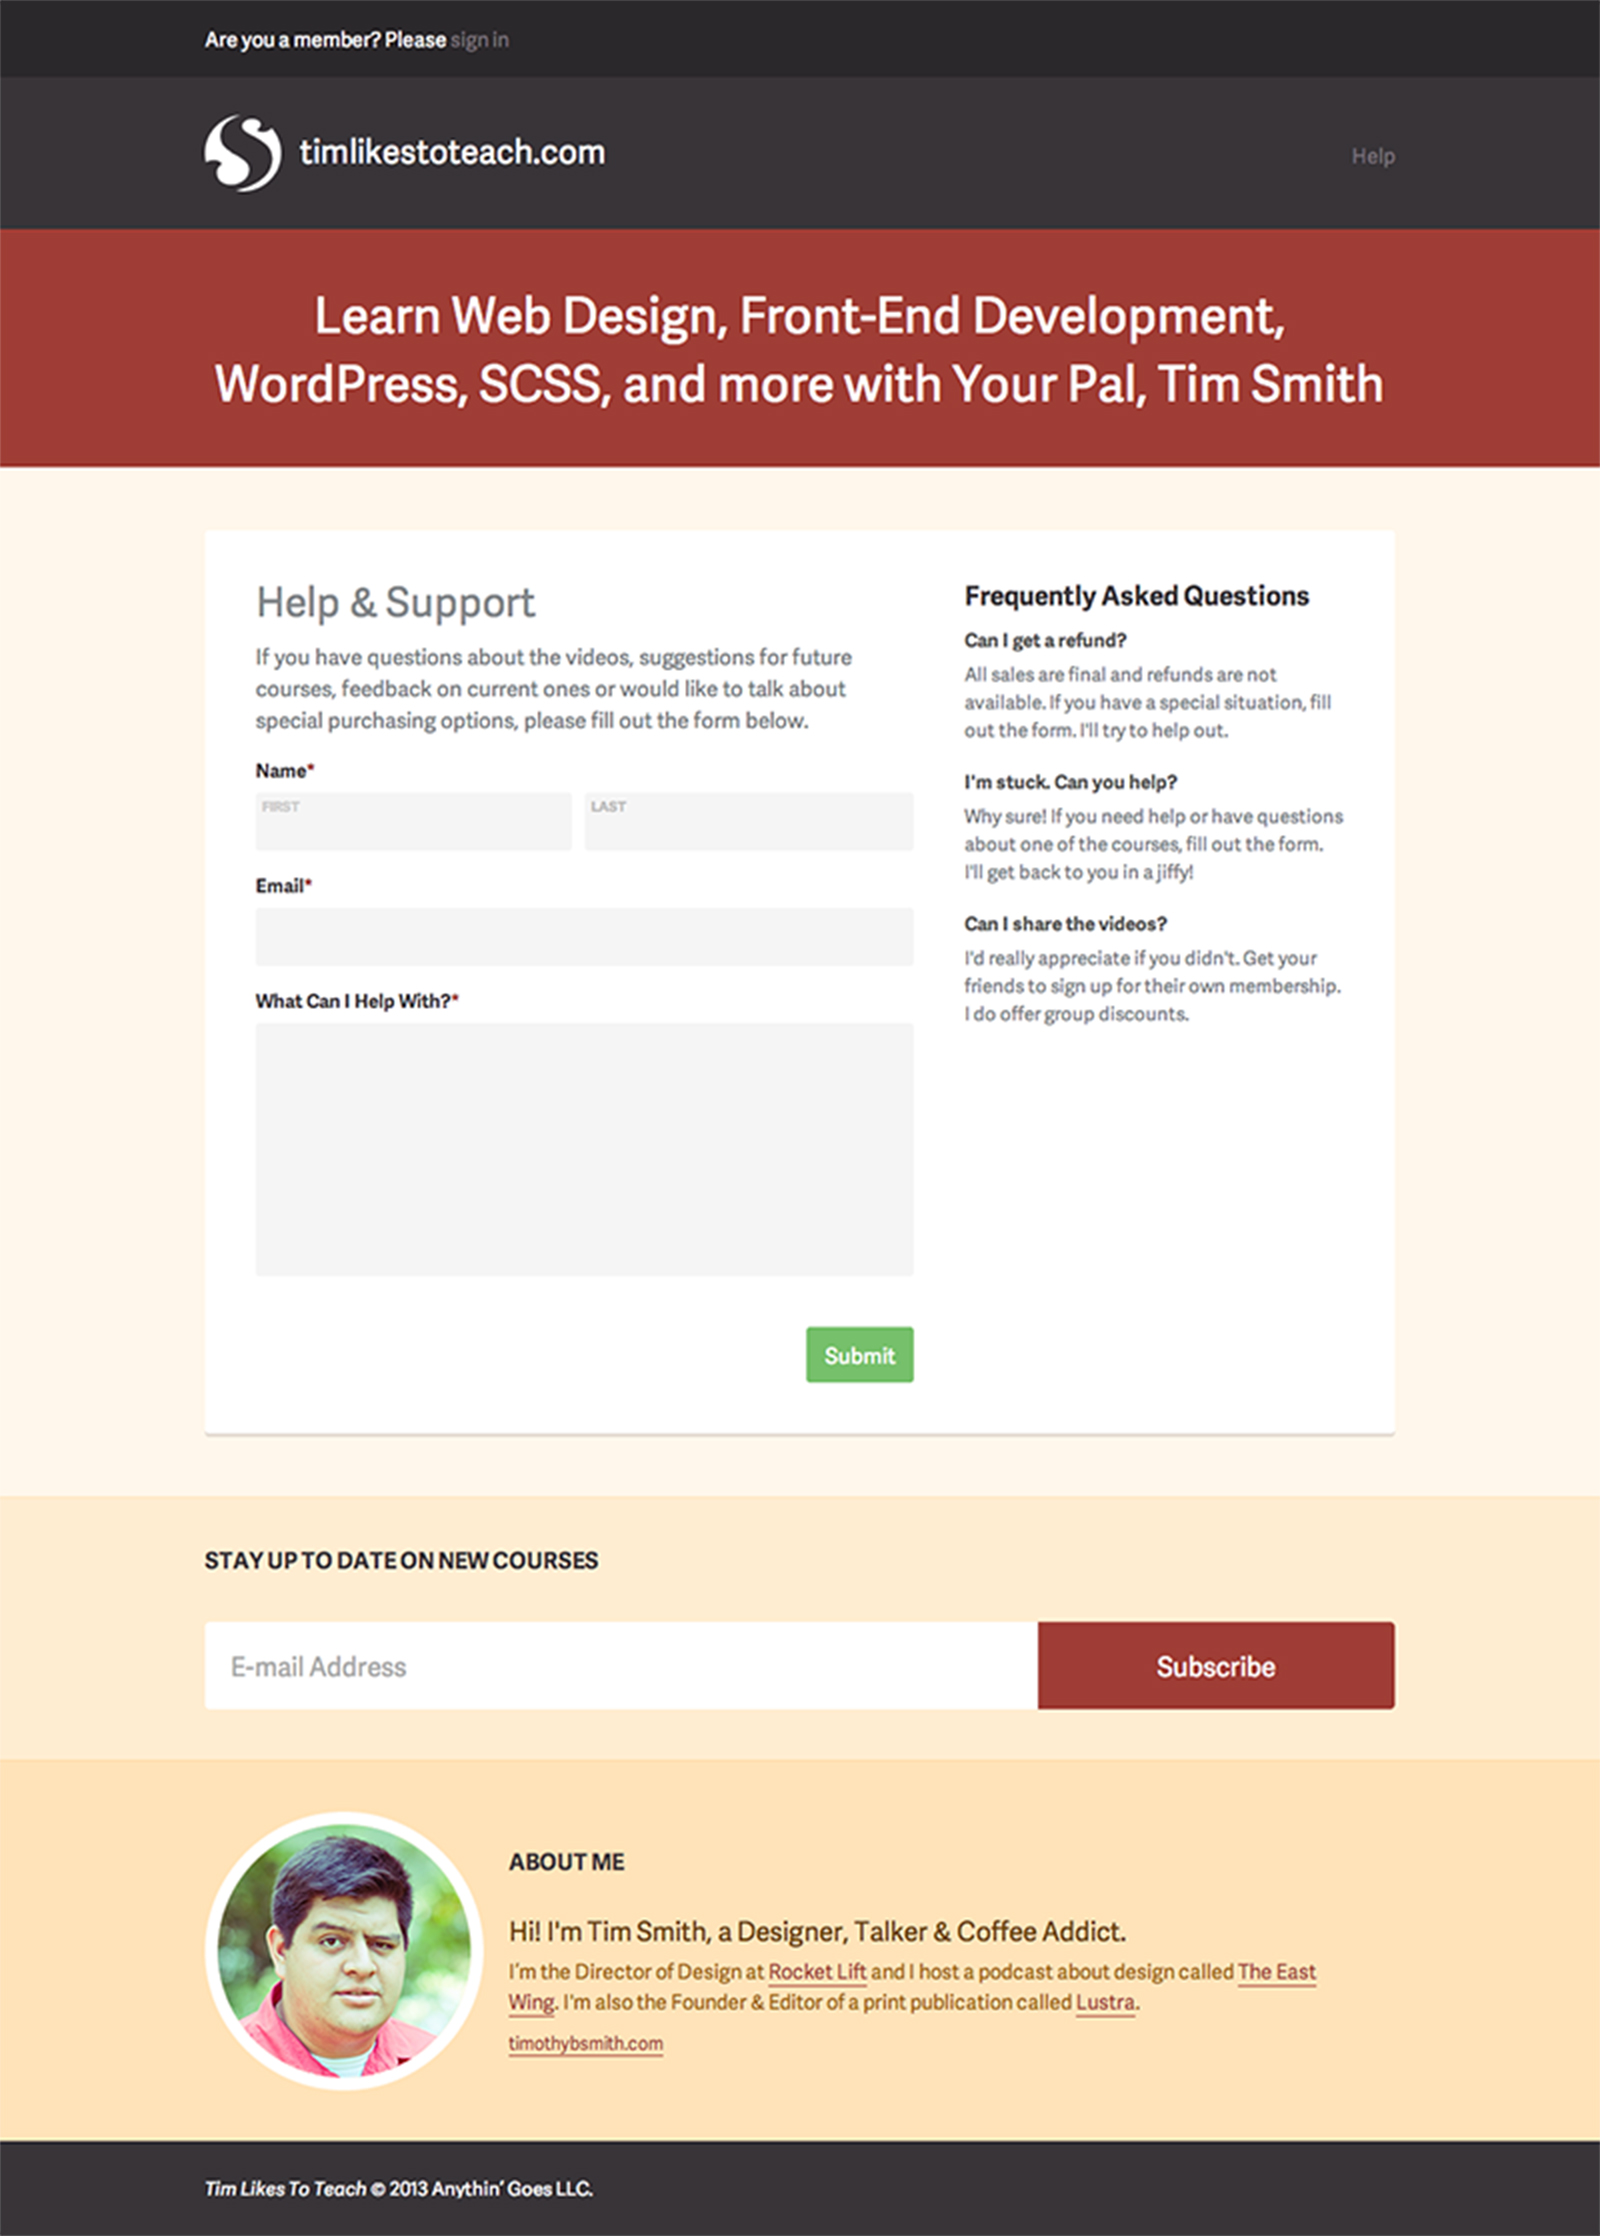 Are you a member? Please sign in
timlikestoteach.com
Help
Learn Web Design, Front-End Development,
WordPress, SCSS, and more with Your Pal, Tim Smith
Help & Support
If you have questions about the videos, suggestions for future
courses, feedback on current ones or would like to talk about
special purchasing options, please fill out the form below.
Name*
FIRST
LAST
Email*
What Can I Help With?*
Submit
Frequently Asked Questions
Can I get a refund?
All sales are final and refunds are not
available. If you have a special situation, fill
out the form. I'll try to help out.
I'm stuck. Can you help?
Why sure! If you need help or have questions
about one of the courses, fill out the form.
I'll get back to you in a jiffy!
Can I share the videos?
I'd really appreciate if you didn't. Get your
friends to sign up for their own membership.
I do offer group discounts.
STAY UP TO DATE ON NEW COURSES
E-mail Address
Subscribe
ABOUT ME
Hi! I'm Tim Smith, a Designer, Talker & Coffee Addict.
I'm the Director of Design at Rocket Lift and I host a podcast about design called The East
Wing. I'm also the Founder & Editor of a print publication called Lustra.
timothybsmith.com
Tim Likes To Teach © 2013 Anythin’ Goes LLC.